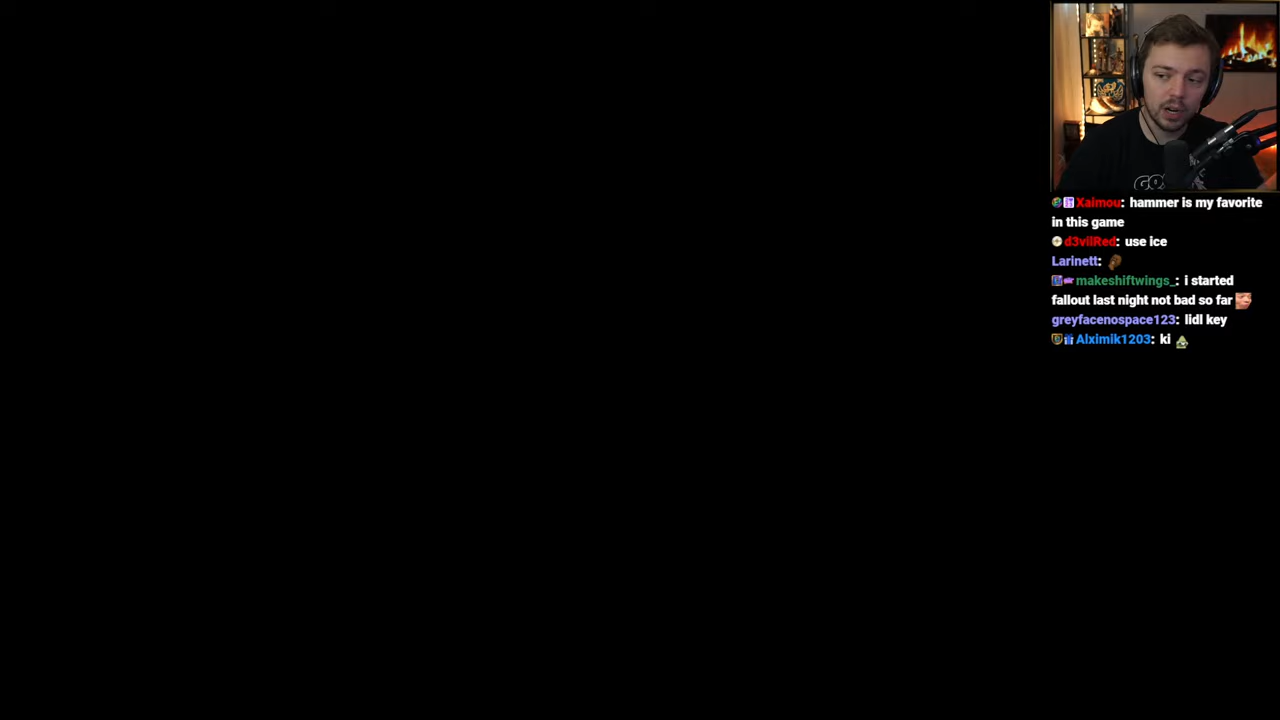 Xaimou: hammer is my favorite
in this game
d3vilRed: use ice
Larinett:
makeshiftwings_: i started
fallout last night not bad so far
greyfacenospace123: lidl key
Alximik1203: ki